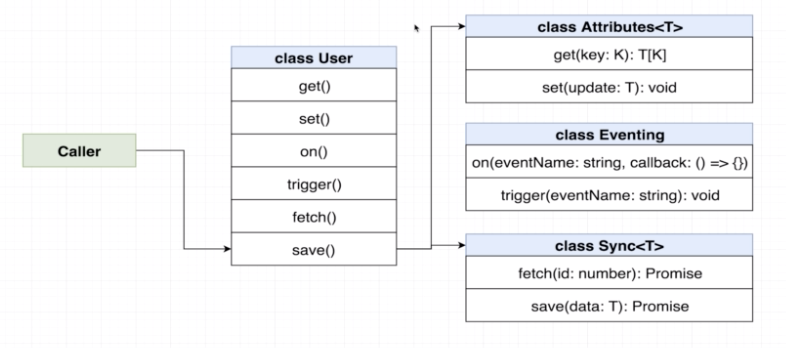 Caller
class User
get()
set()
on()
trigger()
fetch()
save()
class Attributes<T>
get(key: K): T[K]
set(update: T): void
class Eventing
on(eventName: string, callback: () => {})
trigger(eventName: string): void
class Sync<T>
fetch(id: number): Promise
save(data: T): Promise